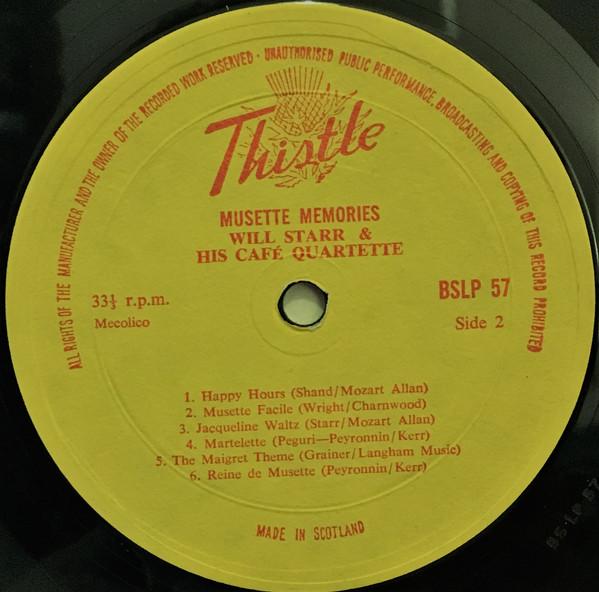 ALL RIGHTS OF THE MANUFACTURER AND THE OWNER OF THE RECORDED WORK RESERVED · UNAUTHORISED PUBLIC PERFORMANCE, BROADCASTING AND COPYING OF THIS RECORD PROHIBITED
Thistle
MUSETTE MEMORIES
WILL STARR &
HIS CAFÉ QUARTETTE
33⅓ r.p.m.
BSLP 57
Mecolico
Side 2
1. Happy Hours (Shand/Mozart Allan)
2. Musette Facile (Wright/Charnwood)
3. Jacqueline Waltz (Starr/Mozart Allan)
4. Martelette (Peguri—Peyronnin/Kerr)
5. The Maigret Theme (Grainer/Langham Music)
6. Reine de Musette (Peyronnin/Kerr)
MADE IN SCOTLAND
BS LP 57